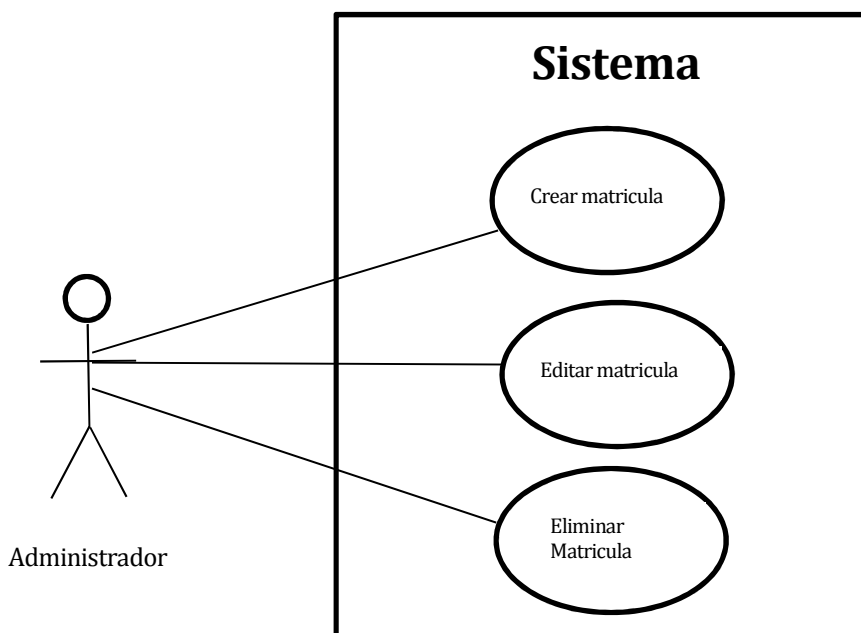 Sistema
Crear matricula
Editar matricula
Eliminar
Matricula
Administrador